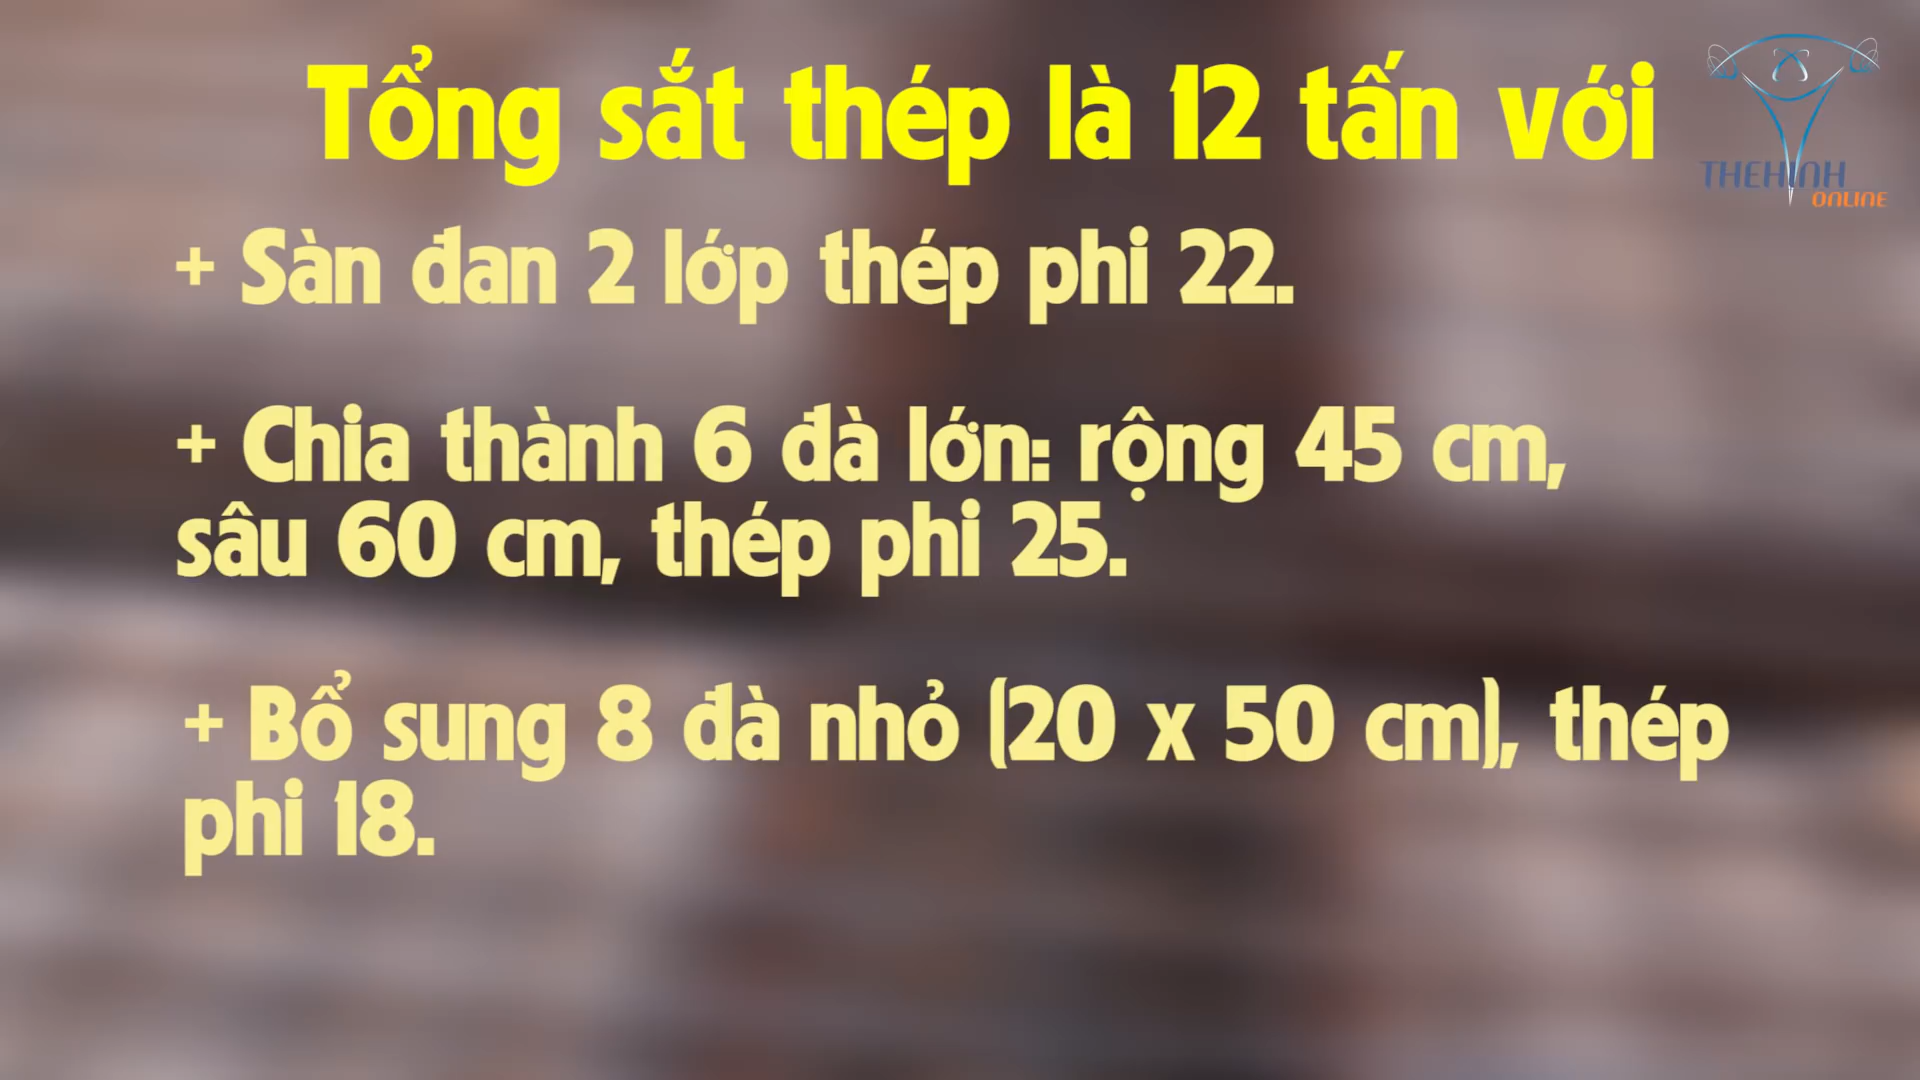 Tổng sắt thép là 12 tấn với
THEHINH
ONLINE
+ Sàn đan 2 lớp thép phi 22.
+ Chia thành 6 đà lớn: rộng 45 cm,
sâu 60 cm, thép phi 25.
+ Bổ sung 8 đà nhỏ (20 x 50 cm), thép
phi 18.